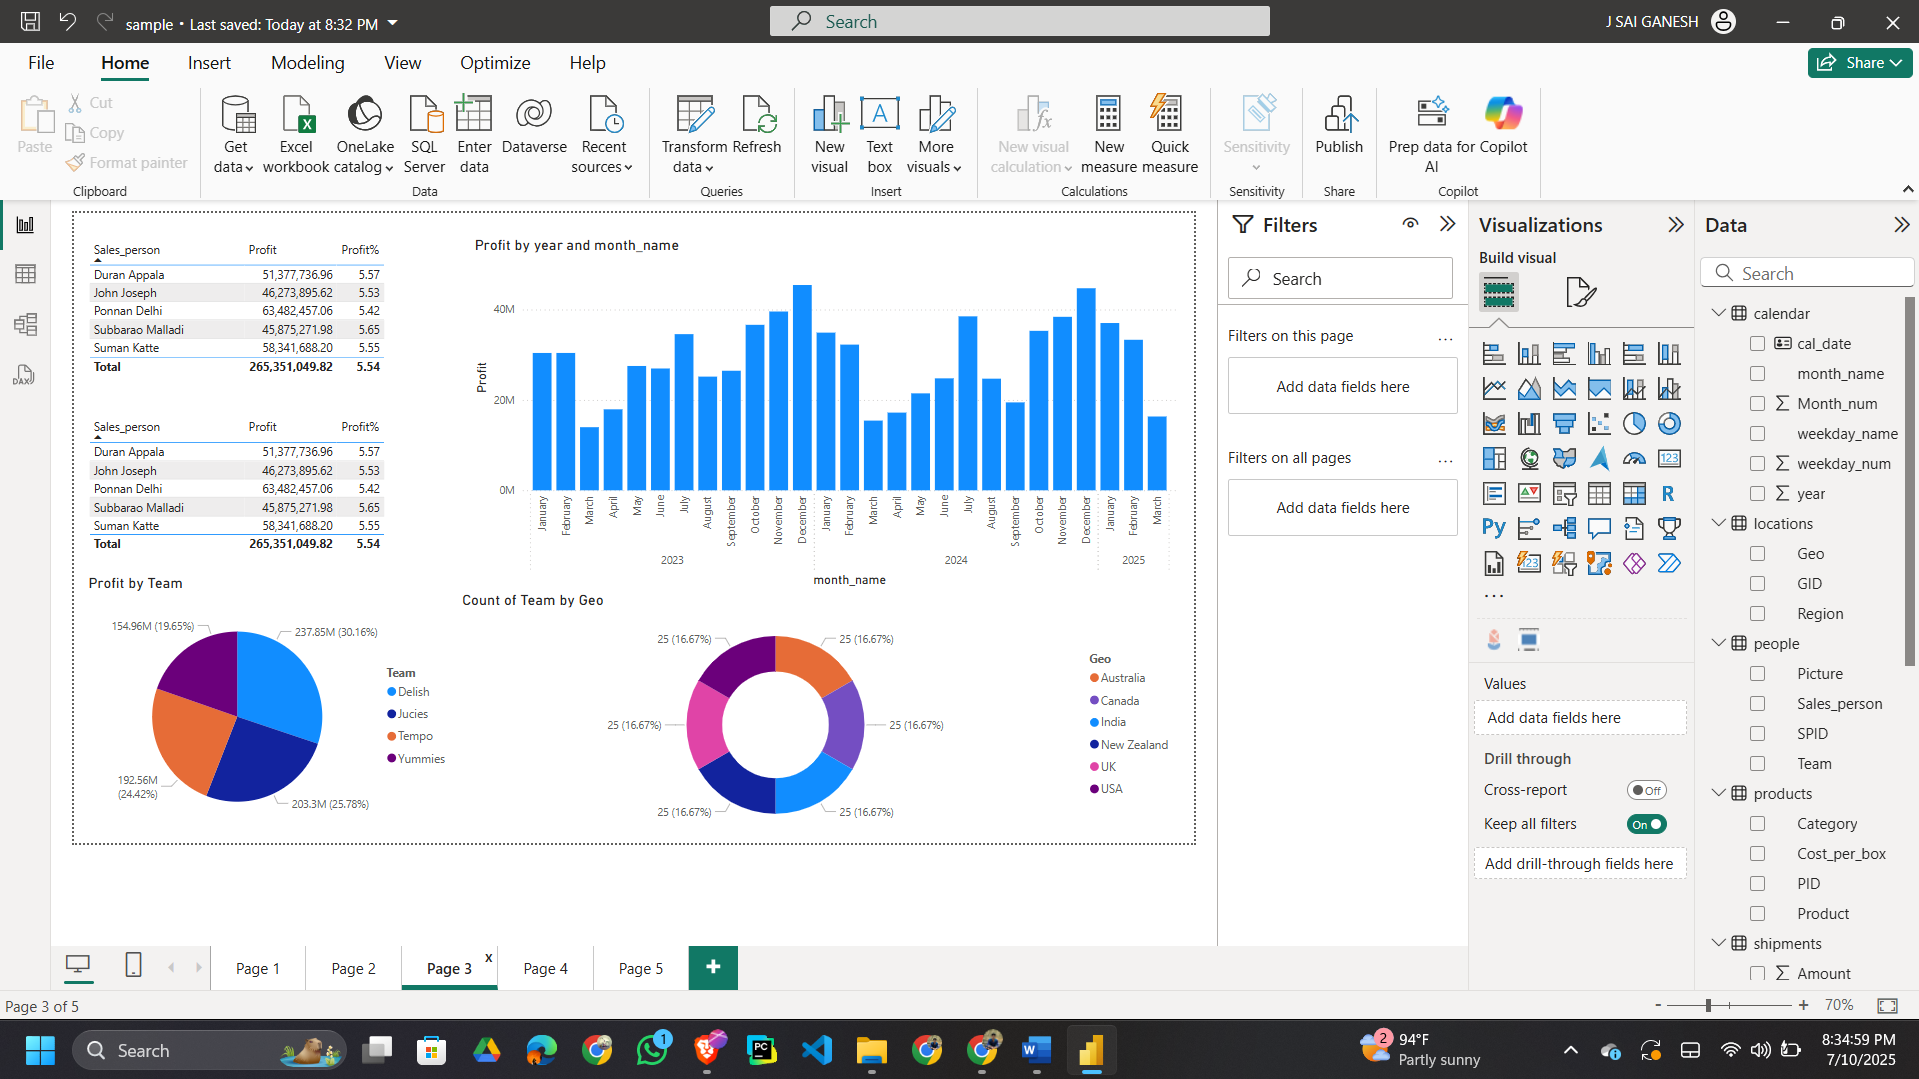 sample • Last saved: Today at 8:32 PM
Search
J SAI GANESH
File
Home
Insert
Modeling
View
Optimize
Help
Share
Paste
Cut
Copy
Format painter
Clipboard
Get data
Excel workbook
OneLake catalog
SQL Server
Enter data
Dataverse
Recent sources
Data
Transform data
Refresh
Queries
New visual
Text box
More visuals
Insert
New visual calculation
New measure
Quick measure
Calculations
Sensitivity
Sensitivity
Publish
Share
Prep data for AI
Copilot
Copilot
Sales_person Profit Profit%
Duran Appala 51,377,736.96 5.57
John Joseph 46,273,895.62 5.53
Ponnan Delhi 63,482,457.06 5.42
Subbarao Malladi 45,875,271.98 5.65
Suman Katte 58,341,688.20 5.55
Total 265,351,049.82 5.54
Sales_person Profit Profit%
Duran Appala 51,377,736.96 5.57
John Joseph 46,273,895.62 5.53
Ponnan Delhi 63,482,457.06 5.42
Subbarao Malladi 45,875,271.98 5.65
Suman Katte 58,341,688.20 5.55
Total 265,351,049.82 5.54
Profit by year and month_name
Profit
40M
20M
0M
January February March April May June July August September October November December January February March April May June July August September October November December January February March
2023 2024 2025
month_name
Profit by Team
154.96M (19.65%)
237.85M (30.16%)
192.56M (24.42%)
203.3M (25.78%)
Team
Delish
Jucies
Tempo
Yummies
Count of Team by Geo
25 (16.67%)
25 (16.67%)
25 (16.67%)
25 (16.67%)
25 (16.67%)
25 (16.67%)
Geo
Australia
Canada
India
New Zealand
UK
USA
Filters
Search
Filters on this page
...
Add data fields here
Filters on all pages
...
Add data fields here
Visualizations
Build visual
123
R
Py
123
...
Values
Add data fields here
Drill through
Cross-report
Off
Keep all filters
On
Add drill-through fields here
Data
Search
calendar
cal_date
month_name
Month_num
weekday_name
weekday_num
year
locations
Geo
GID
Region
people
Picture
Sales_person
SPID
Team
products
Category
Cost_per_box
PID
Product
shipments
Amount
Page 1
Page 2
Page 3
x
Page 4
Page 5
+
Page 3 of 5
- + 70%
Search
1
PC
W
2
94°F
Partly sunny
8:34:59 PM
7/10/2025